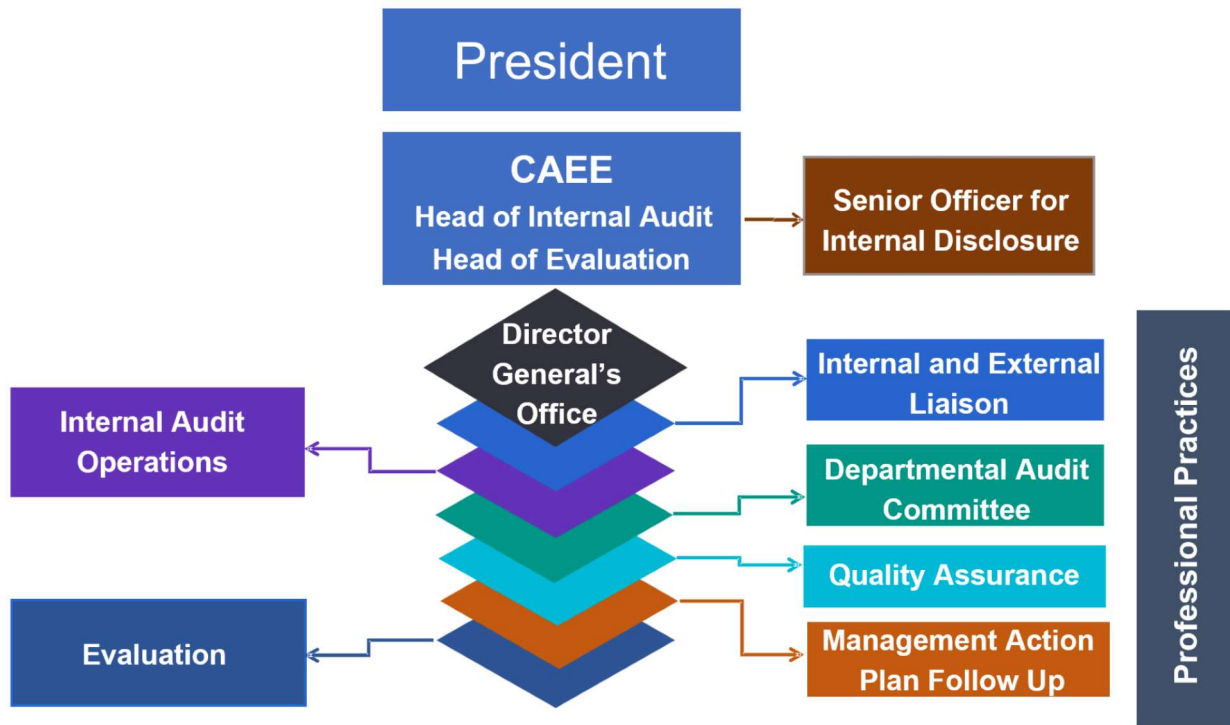 President
CAEE
Head of Internal Audit
Head of Evaluation
Senior Officer for
Internal Disclosure
Director
General’s
Office
Internal and External
Liaison
Internal Audit
Operations
Departmental Audit
Committee
Quality Assurance
Evaluation
Management Action
Plan Follow Up
Professional Practices